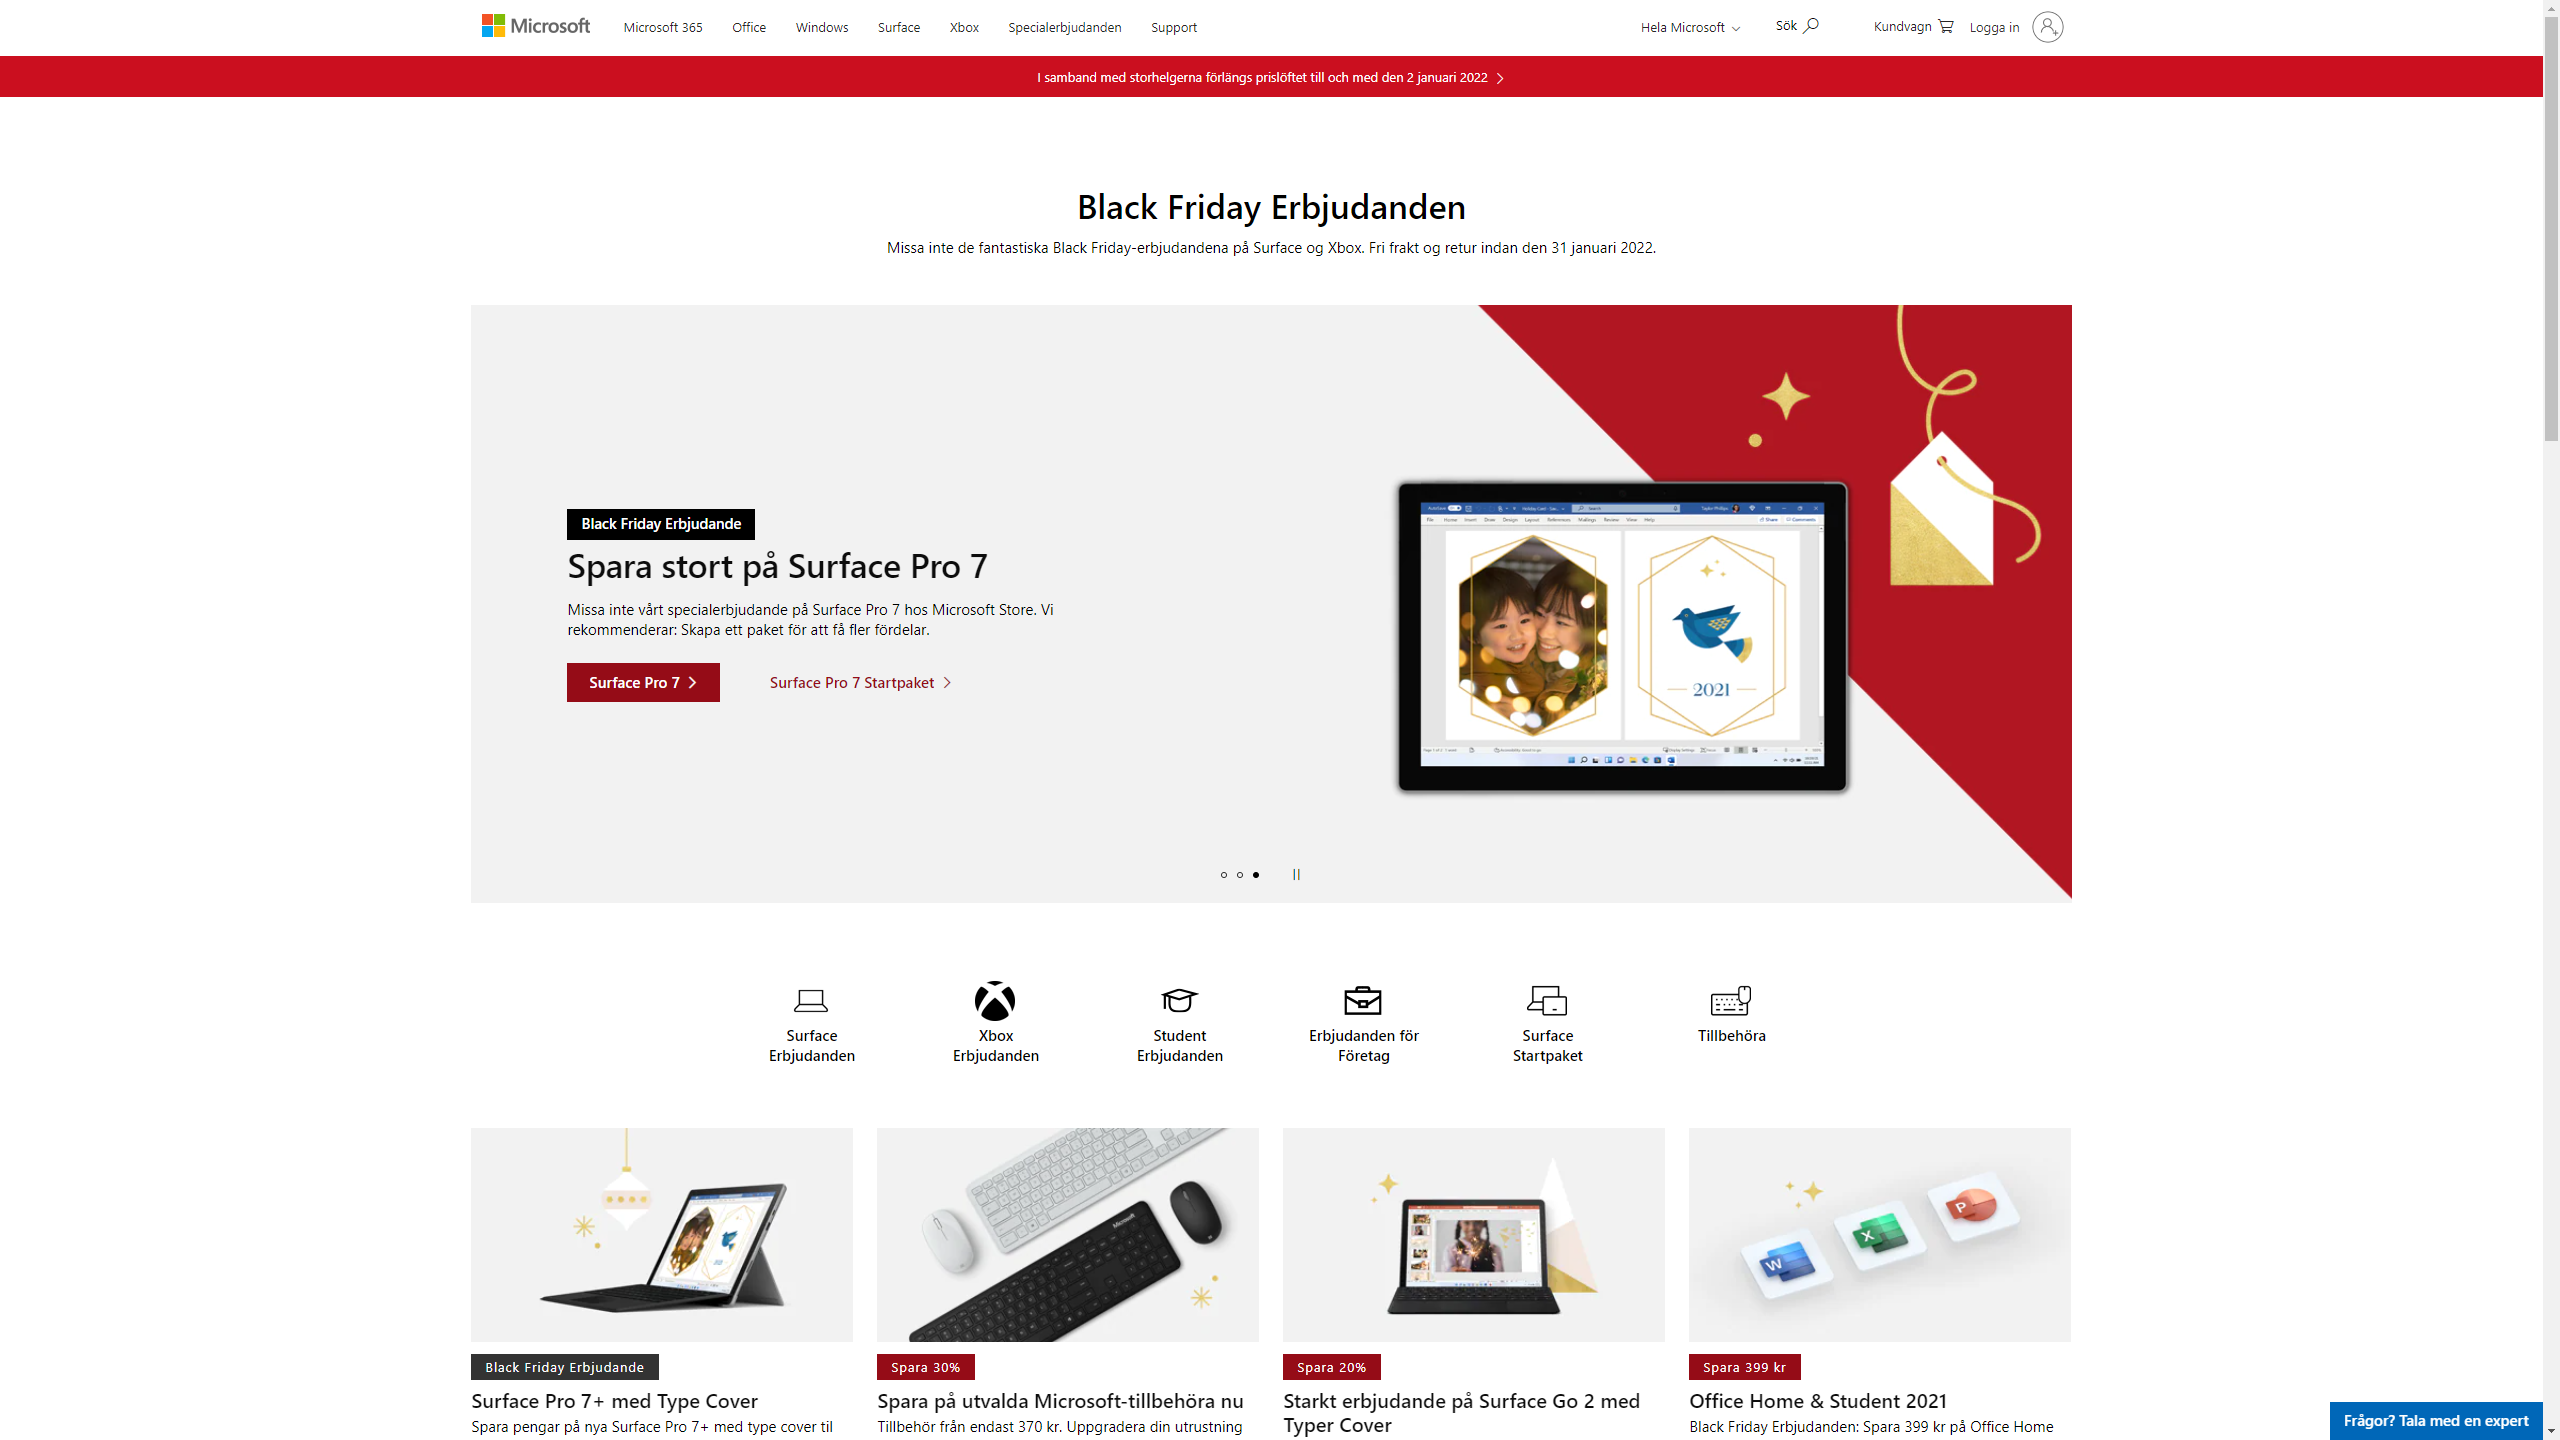 Microsoft
Microsoft 365
Office
Windows
Surface
Xbox
Specialerbjudanden
Support
Hela Microsoft
Sök
Kundvagn
Logga in
I samband med storhelgerna förlängs prislöftet till och med den 2 januari 2022
Black Friday Erbjudanden
Missa inte de fantastiska Black Friday-erbjudandena på Surface og Xbox. Fri frakt og retur indan den 31 januari 2022.
Black Friday Erbjudande
Spara stort på Surface Pro 7
Missa inte vårt specialerbjudande på Surface Pro 7 hos Microsoft Store. Vi
rekommenderar: Skapa ett paket för att få fler fördelar.
Surface Pro 7
Surface Pro 7 Startpaket
2021
Surface
Erbjudanden
Xbox
Erbjudanden
Student
Erbjudanden
Erbjudanden för
Företag
Surface
Startpaket
Tillbehöra
Microsoft
W
X
P
Black Friday Erbjudande
Surface Pro 7+ med Type Cover
Spara pengar på nya Surface Pro 7+ med type cover til
Spara 30%
Spara på utvalda Microsoft-tillbehöra nu
Tillbehör från endast 370 kr. Uppgradera din utrustning
Spara 20%
Starkt erbjudande på Surface Go 2 med
Typer Cover
Spara 399 kr
Office Home & Student 2021
Black Friday Erbjudanden: Spara 399 kr på Office Home
Frågor? Tala med en expert